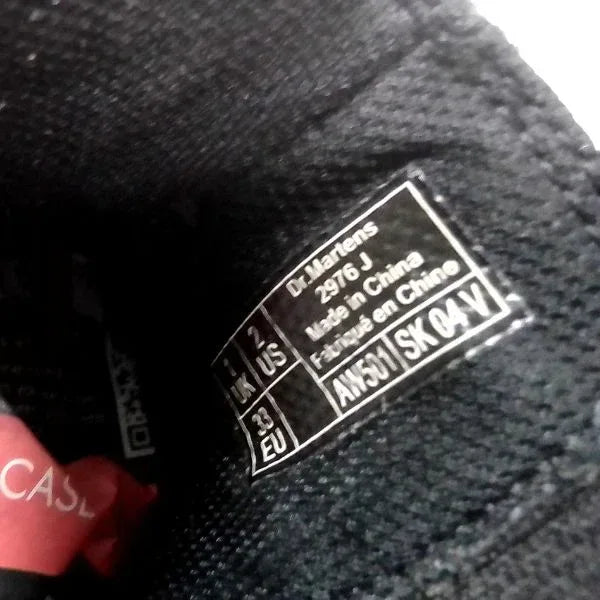 Dr.Martens
2976 J
Made in China
Fabriqué en Chine
1 UK
2 US
33 EU
AW501
SK 04 V
CASE